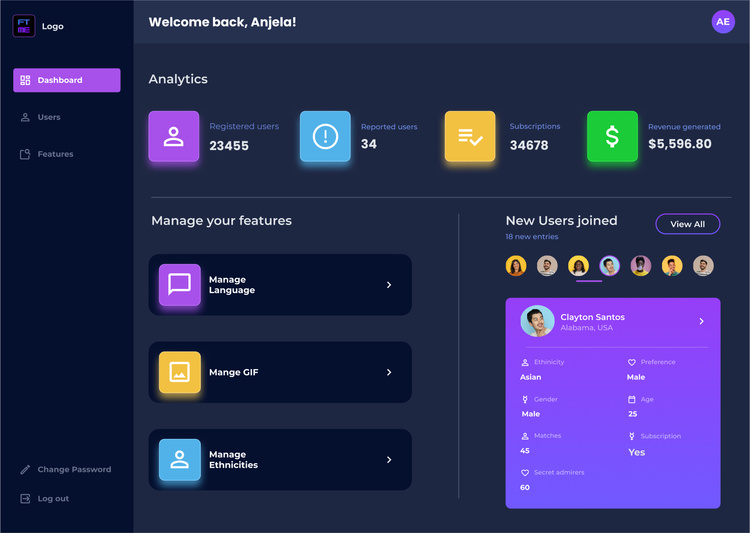 FT
Logo
Welcome back, Anjela!
AE
Dashboard
Users
Features
Analytics
Registered users
23455
Reported users
34
Subscriptions
34678
Revenue generated
$5,596.80
Manage your features
Manage
Language
Mange GIF
Manage
Ethnicities
New Users joined
18 new entries
View All
Clayton Santos
Alabama, USA
Ethinicity
Asian
Preference
Male
Gender
Male
Age
25
Matches
45
Subscription
Yes
Secret admirers
60
Change Password
Log out